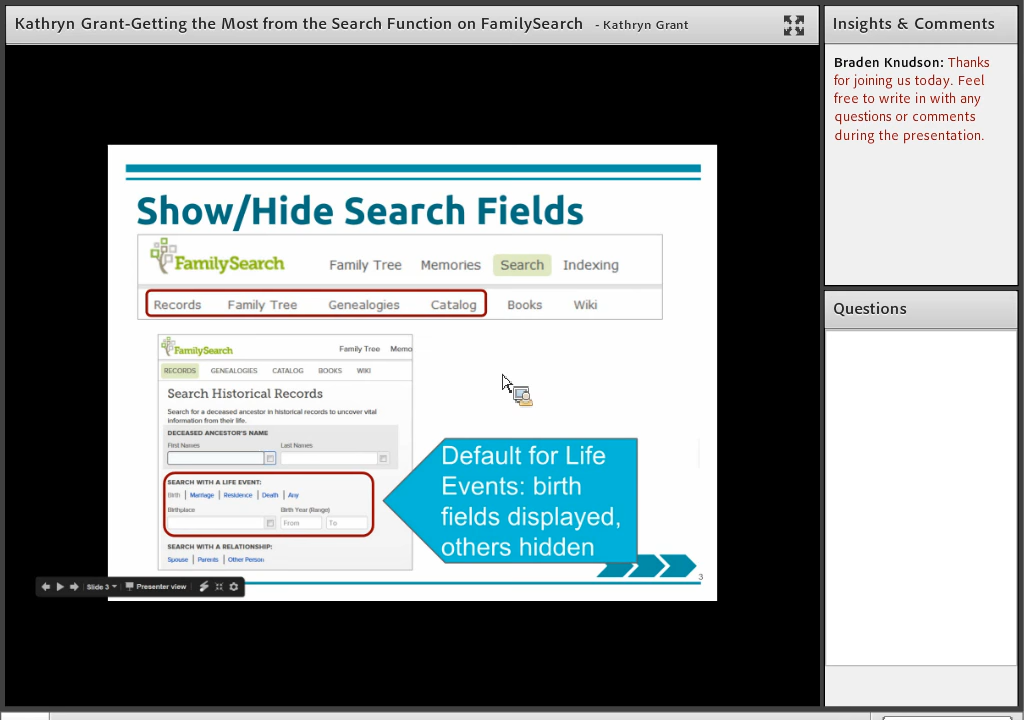 Kathryn Grant-Getting the Most from the Search Function on FamilySearch - Kathryn Grant
Insights & Comments
Braden Knudson: Thanks
for joining us today. Feel
free to write in with any
questions or comments
during the presentation.
Questions
Show/Hide Search Fields
FamilySearch Family Tree Memories Search Indexing
Records Family Tree Genealogies Catalog Books Wiki
FamilySearch Family Tree Memo
RECORDS GENEALOGIES CATALOG BOOKS WIKI
Search Historical Records
Search for a deceased ancestor in historical records to uncover vital
information from their life.
DECEASED ANCESTOR'S NAME
First Names Last Names
SEARCH WITH A LIFE EVENT:
Birth | Marriage | Residence | Death | Any
Birthplace Birth Year (Range)
From To
SEARCH WITH A RELATIONSHIP:
Spouse | Parents | Other Person
Default for Life
Events: birth
fields displayed,
others hidden
3
Slide 3 Presenter view